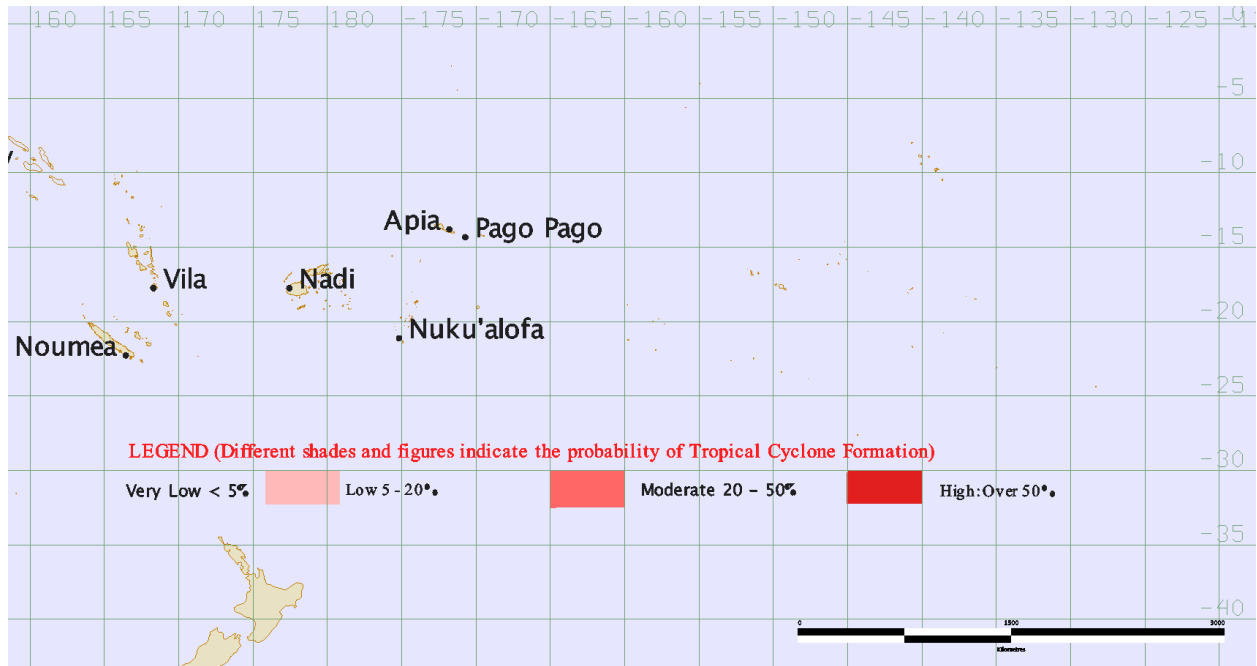 160 165 170 175 180 -175 -170 -165 -160 -155 -150 -145 -140 -135 -130 -125
-5
-10
Apia
Pago Pago
-15
Vila
Nadi
-20
Nuku'alofa
Noumea
-25
LEGEND (Different shades and figures indicate the probability of Tropical Cyclone Formation)
-30
Very Low < 5%
Low 5 - 20%
Moderate 20 - 50%
High: Over 50%
-35
-40
0 1500 3000
Kilometres